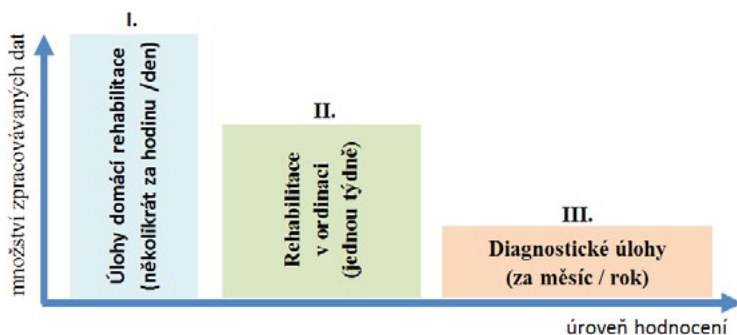 množství zpracovávaných dat
I.
Úlohy domácí rehabilitace
(několikrát za hodinu /den)
II.
Rehabilitace
v ordinaci
(jednou týdně)
III.
Diagnostické úlohy
(za měsíc / rok)
úroveň hodnocení